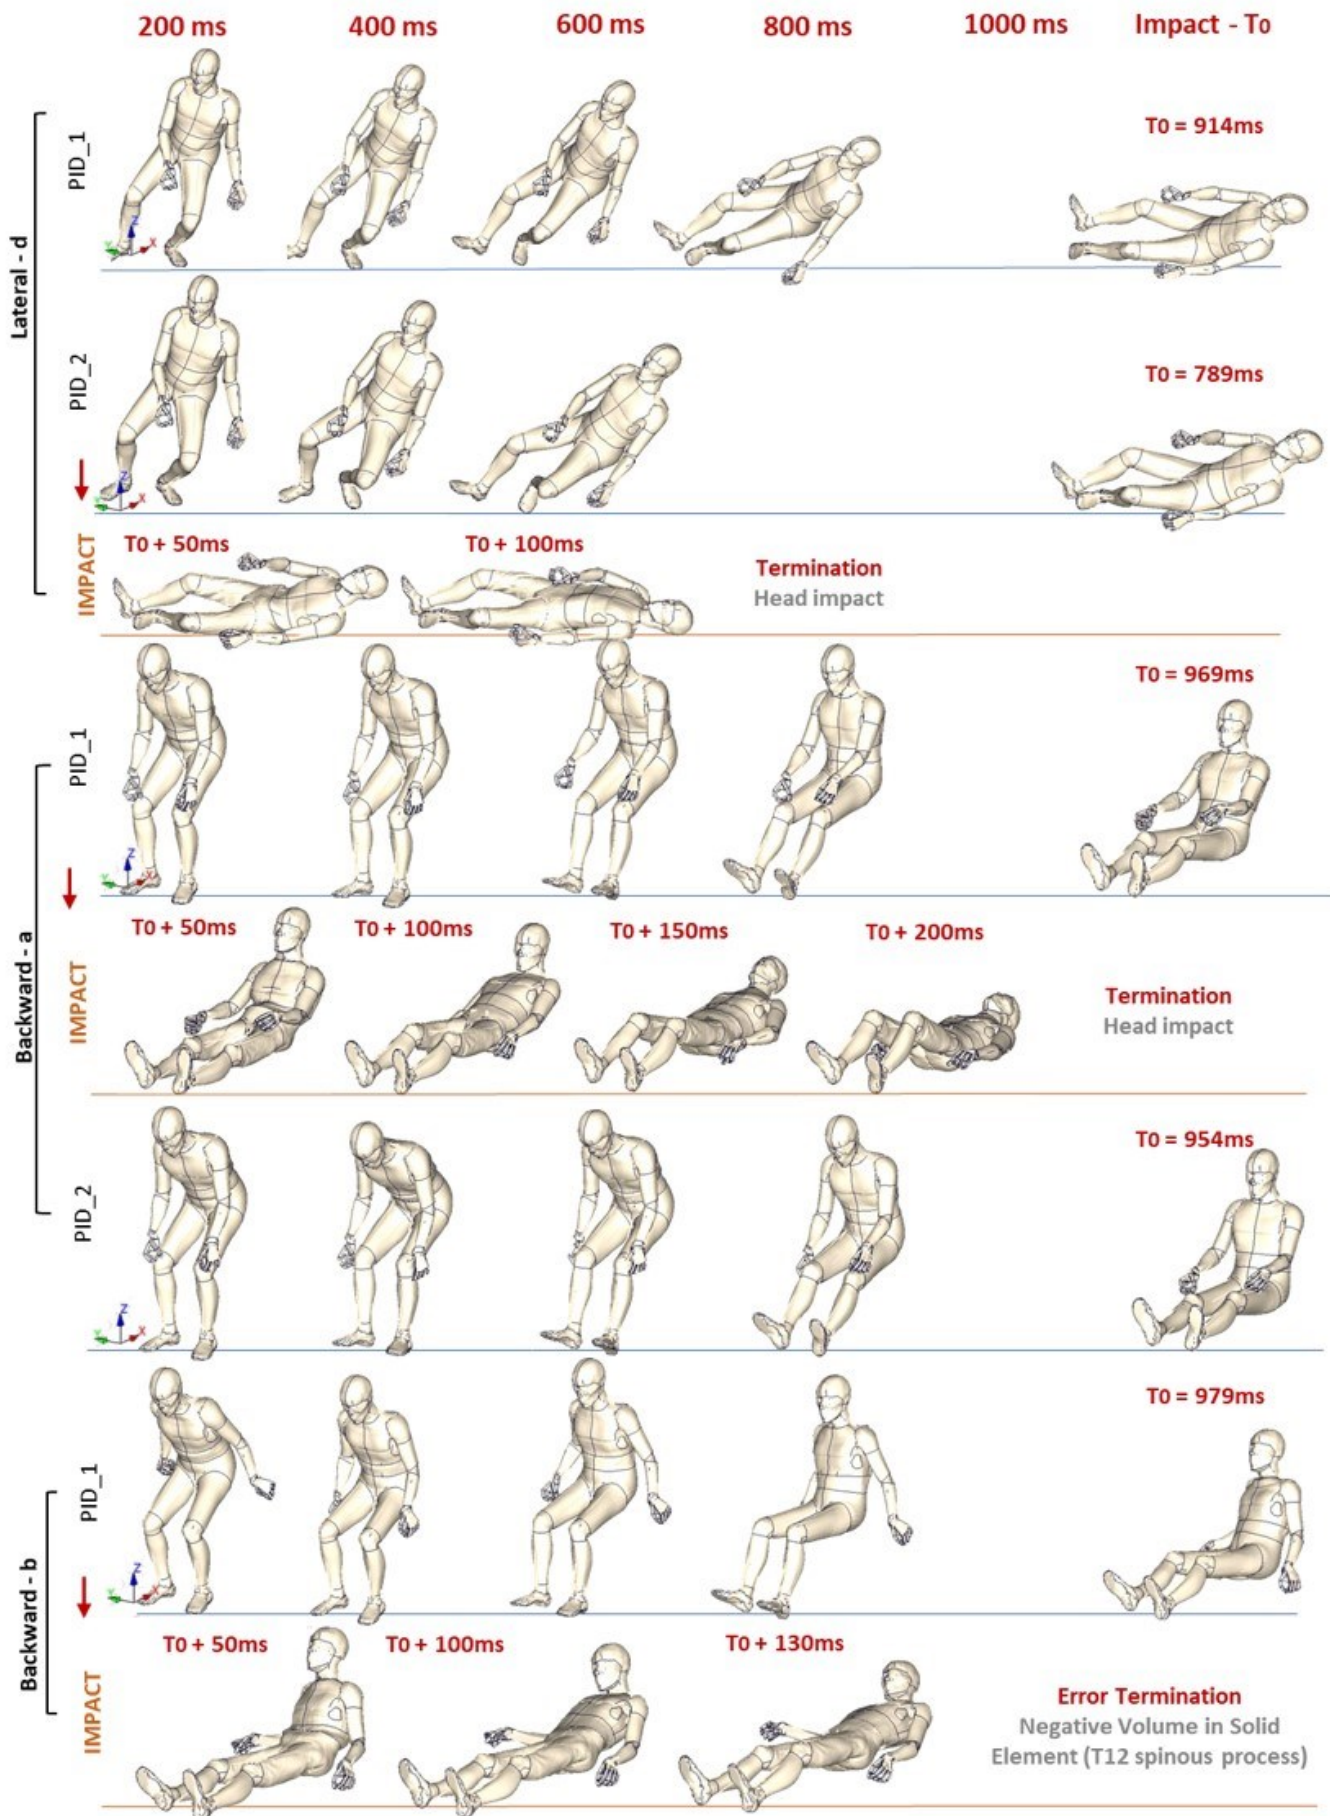 200 ms 400 ms 600 ms 800 ms 1000 ms Impact - T0
Lateral - d
PID_1
T0 = 914ms
Z
Y X
PID_2
T0 = 789ms
Z
Y X
IMPACT
T0 + 50ms T0 + 100ms
Termination
Head impact
Backward - a
PID_1
T0 = 969ms
Z
Y X
IMPACT
T0 + 50ms T0 + 100ms T0 + 150ms T0 + 200ms
Termination
Head impact
PID_2
T0 = 954ms
Z
Y X
Backward - b
PID_1
T0 = 979ms
Z
Y X
IMPACT
T0 + 50ms T0 + 100ms T0 + 130ms
Error Termination
Negative Volume in Solid
Element (T12 spinous process)